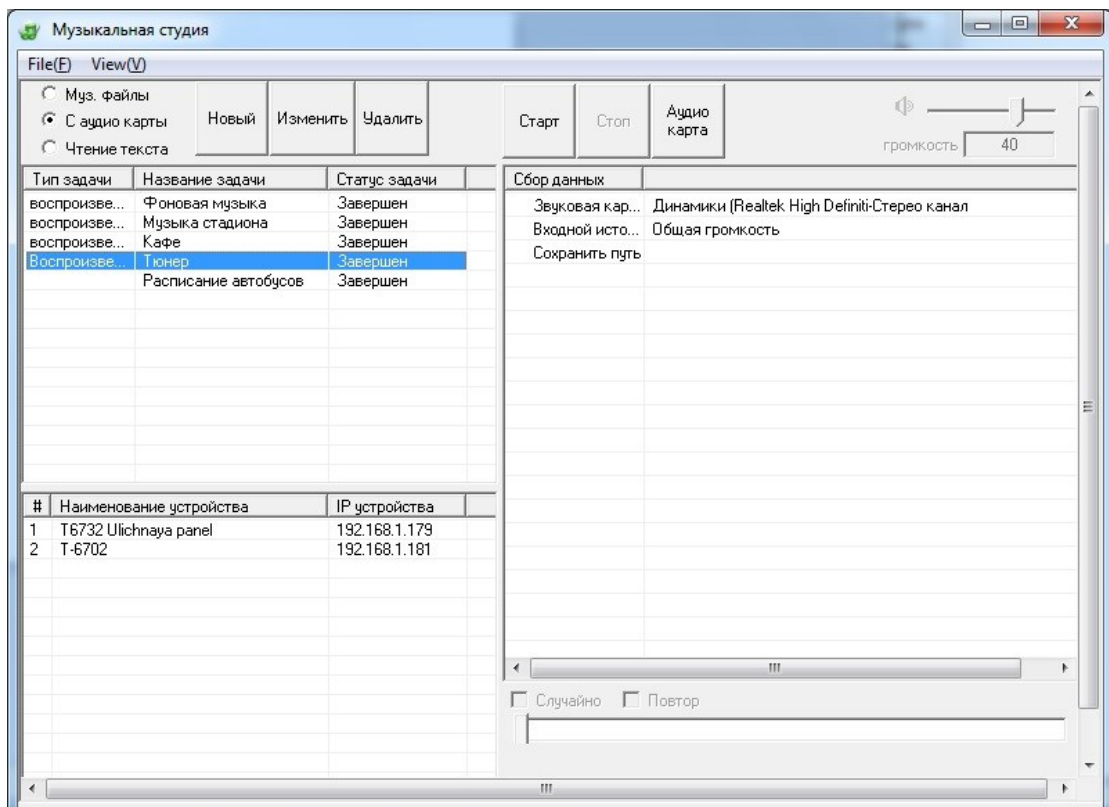 Музыкальная студия
File(F) View(V)
Муз. файлы
С аудио карты
Чтение текста
Новый
Изменить
Удалить
Старт
Стоп
Аудио
карта
громкость 40
Тип задачи Название задачи Статус задачи
воспроизве... Фоновая музыка Завершен
воспроизве... Музыка стадиона Завершен
воспроизве... Кафе Завершен
Воспроизве... Тюнер Завершен
Расписание автобусов Завершен
Сбор данных
Звуковая кар... Динамики (Realtek High Definiti-Стерео канал
Входной исто... Общая громкость
Сохранить путь
# Наименование устройства IP устройства
1 T6732 Ulichnaya panel 192.168.1.179
2 T-6702 192.168.1.181
Случайно Повтор